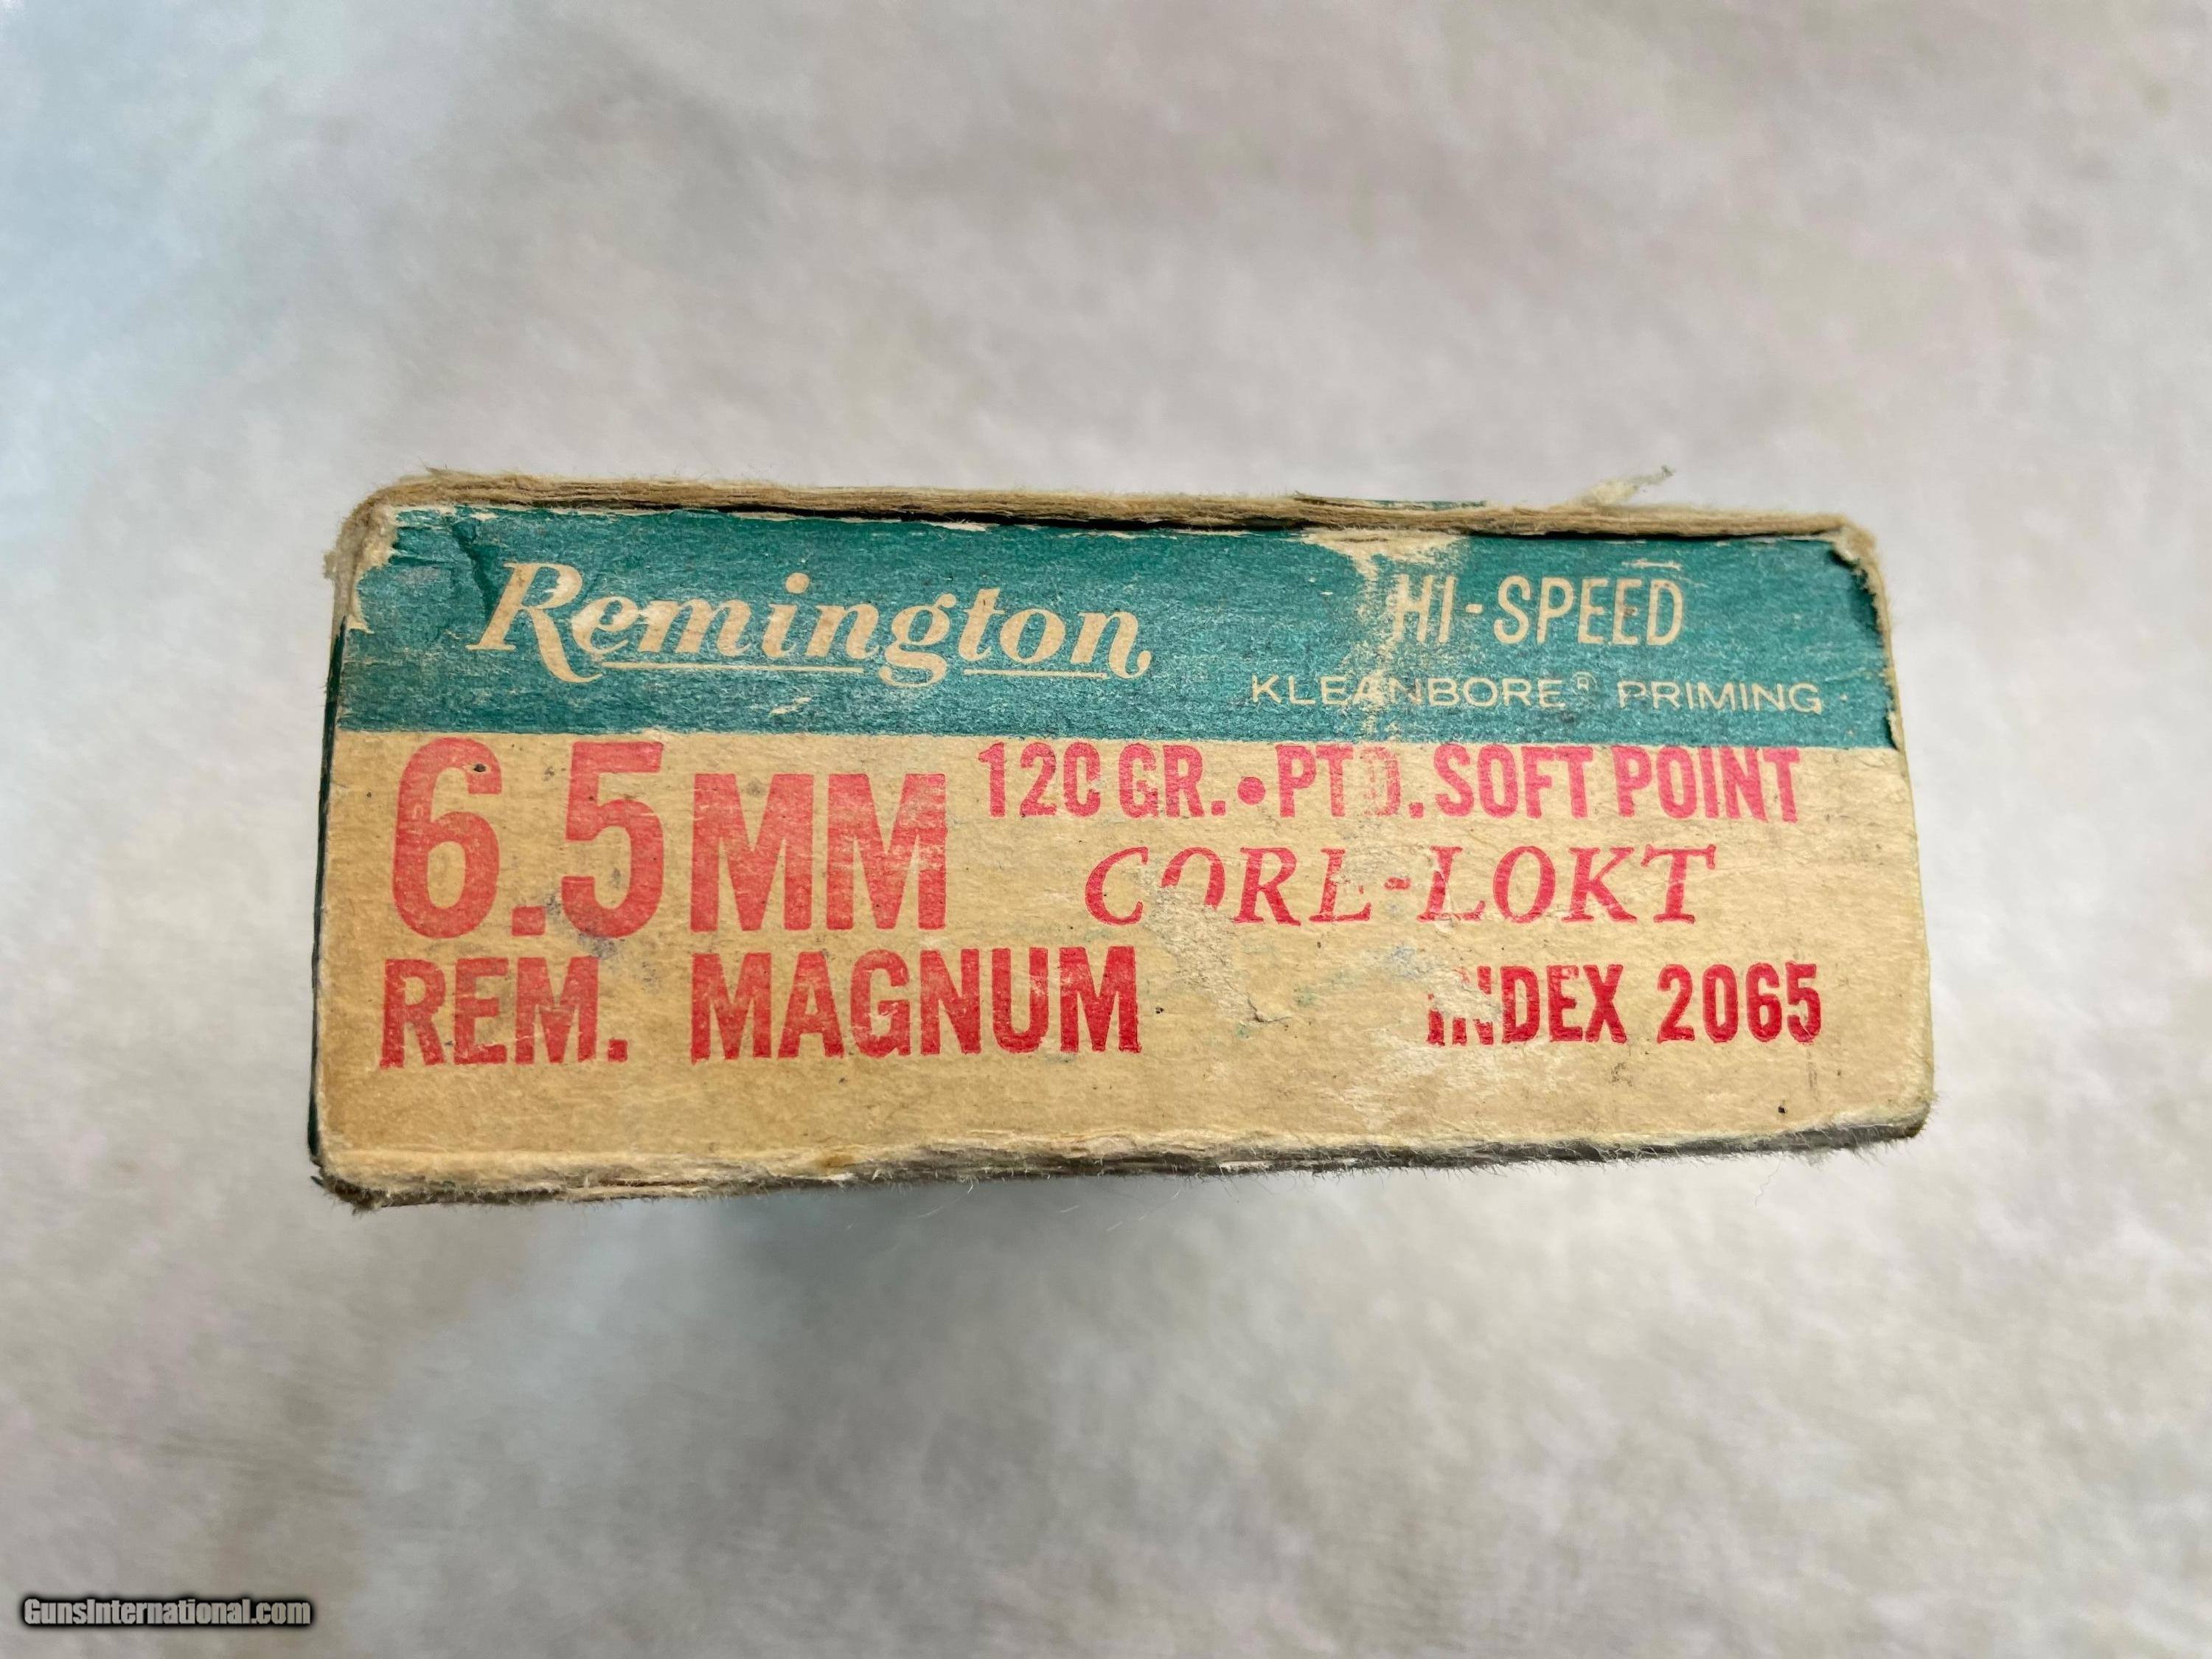 Remington
HI-SPEED
KLEANBORE® PRIMING
6.5MM
REM. MAGNUM
120 GR. • PTD. SOFT POINT
CORE-LOKT
INDEX 2065
GunsInternational.com